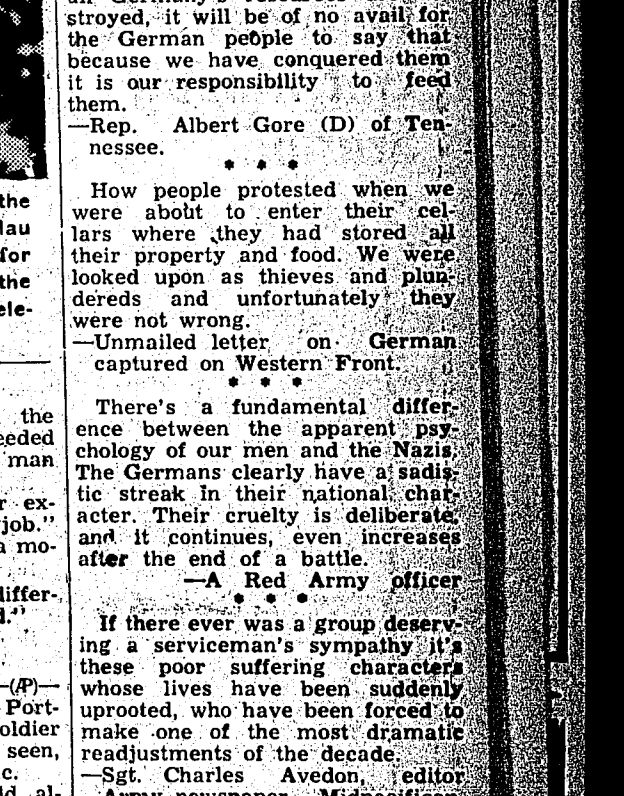 the
lau
for
the
ele-
the
eeded
man
r ex-
job."
a mo-
differ-
d."
—(AP)—
Port-
oldier
seen,
c.
ld al-
all Germany's resources
stroyed, it will be of no avail for
the German people to say that
because we have conquered them
it is our responsibility to feed
them.
—Rep. Albert Gore (D) of Ten-
nessee.
* * *
How people protested when we
were about to enter their cel-
lars where they had stored all
their property and food. We were
looked upon as thieves and plun-
dereds and unfortunately they
were not wrong.
—Unmailed letter on German
captured on Western Front.
* * *
There's a fundamental differ-
ence between the apparent psy-
chology of our men and the Nazis.
The Germans clearly have a sadis-
tic streak in their national char-
acter. Their cruelty is deliberate,
and it continues, even increases
after the end of a battle.
—A Red Army officer
* * *
If there ever was a group deserv-
ing a serviceman's sympathy it's
these poor suffering characters
whose lives have been suddenly
uprooted, who have been forced to
make one of the most dramatic
readjustments of the decade.
—Sgt. Charles Avedon, editor
Army newspaper Midpacifican